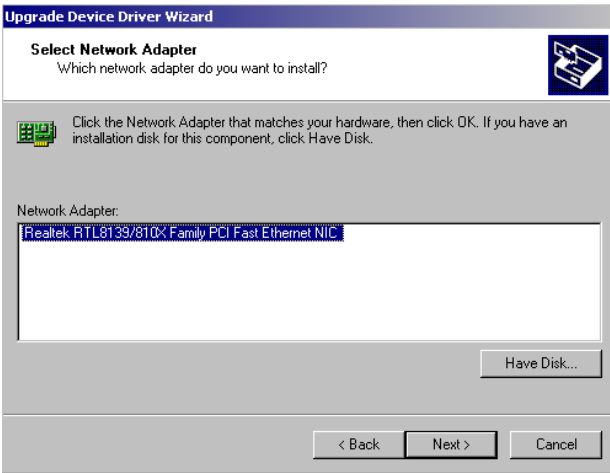 Upgrade Device Driver Wizard
Select Network Adapter
Which network adapter do you want to install?
Click the Network Adapter that matches your hardware, then click OK. If you have an
installation disk for this component, click Have Disk.
Network Adapter:
Realtek RTL8139/810X Family PCI Fast Ethernet NIC
Have Disk...
< Back
Next >
Cancel